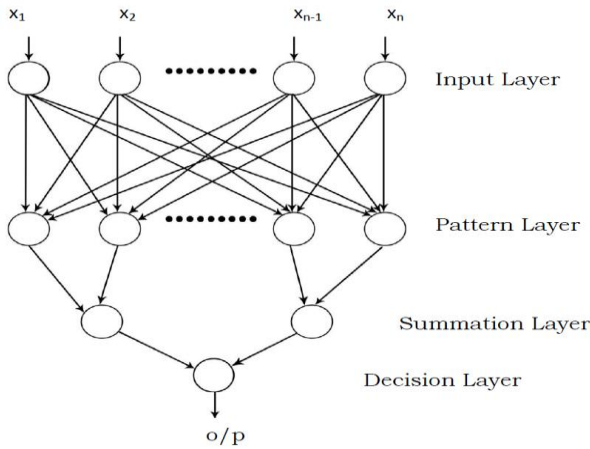 x1 x2 xn-1 xn
Input Layer
Pattern Layer
Summation Layer
Decision Layer
o/p